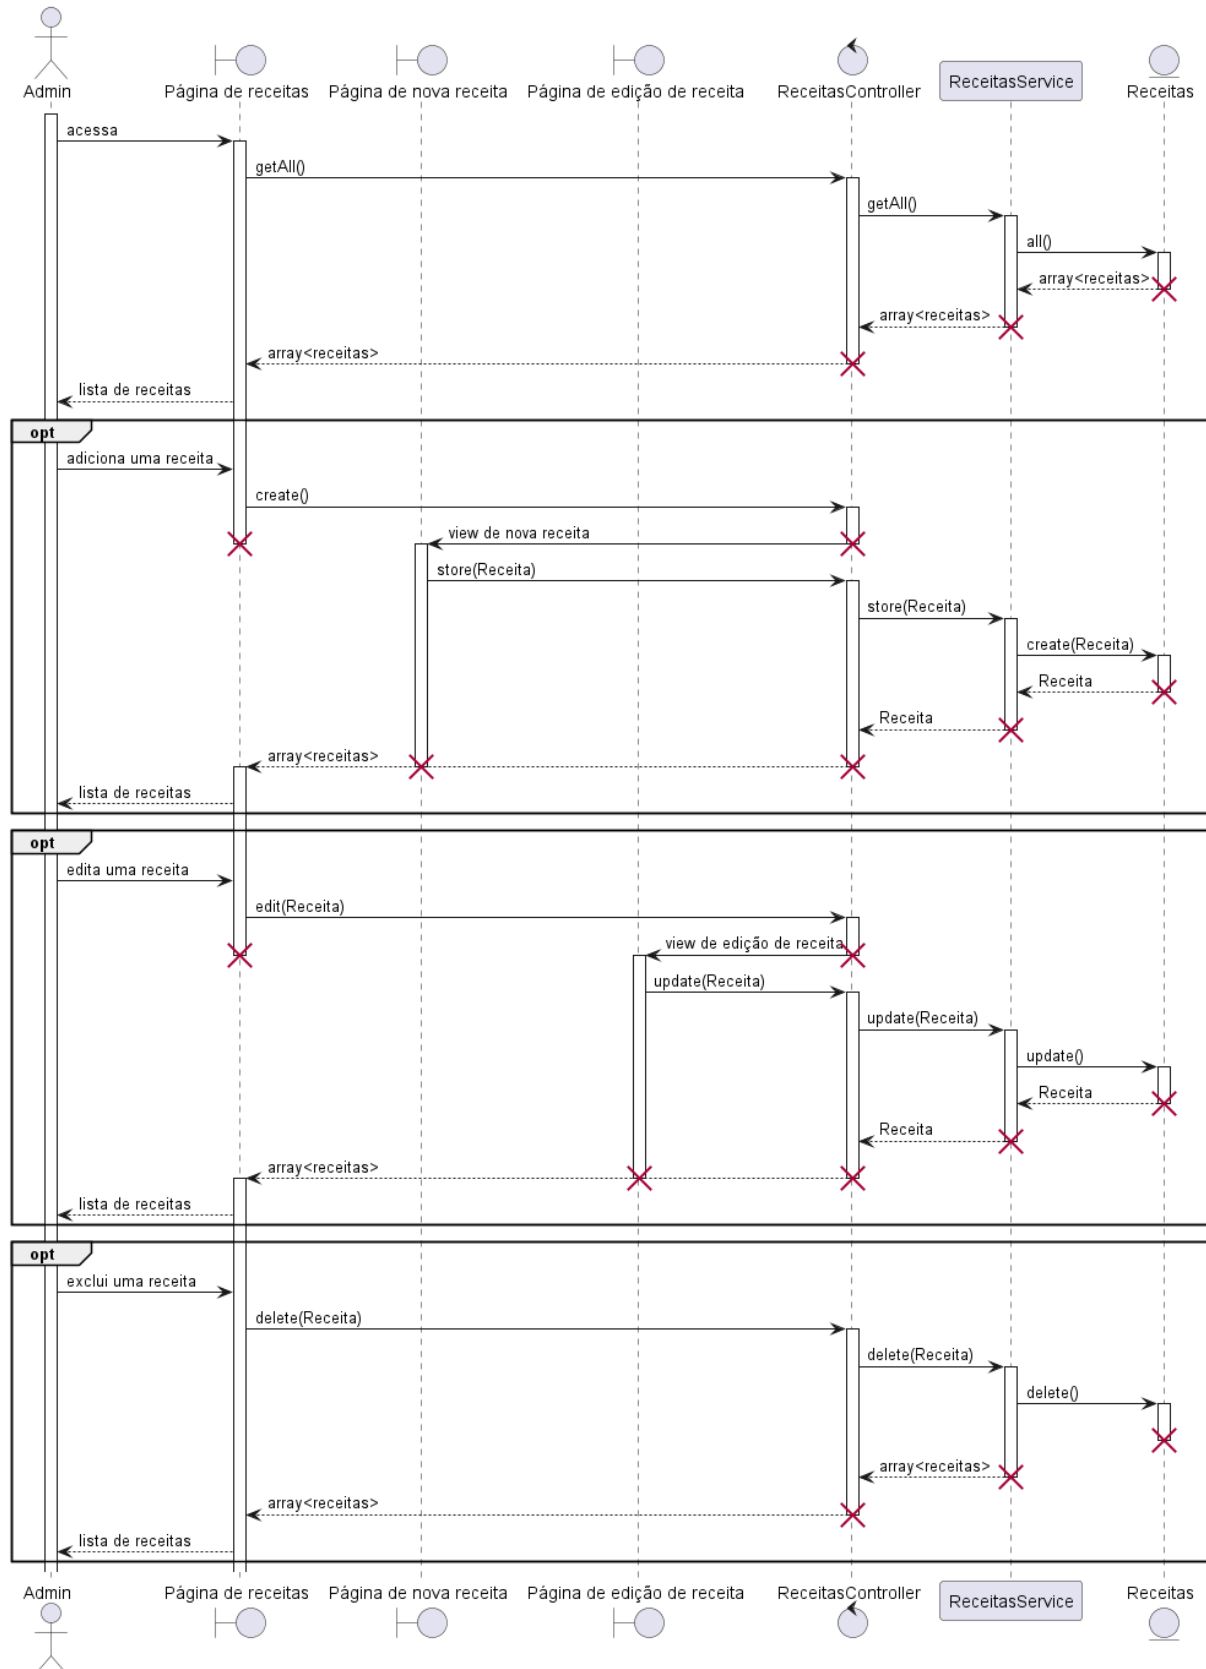 Admin
Página de receitas
Página de nova receita
Página de edição de receita
ReceitasController
ReceitasService
Receitas
acessa
getAll()
getAll()
all()
array<receitas>
array<receitas>
array<receitas>
lista de receitas
opt
adiciona uma receita
create()
view de nova receita
store(Receita)
store(Receita)
create(Receita)
Receita
Receita
array<receitas>
lista de receitas
opt
edita uma receita
edit(Receita)
view de edição de receita
update(Receita)
update(Receita)
update()
Receita
Receita
array<receitas>
lista de receitas
opt
exclui uma receita
delete(Receita)
delete(Receita)
delete()
array<receitas>
array<receitas>
lista de receitas
Admin
Página de receitas
Página de nova receita
Página de edição de receita
ReceitasController
ReceitasService
Receitas